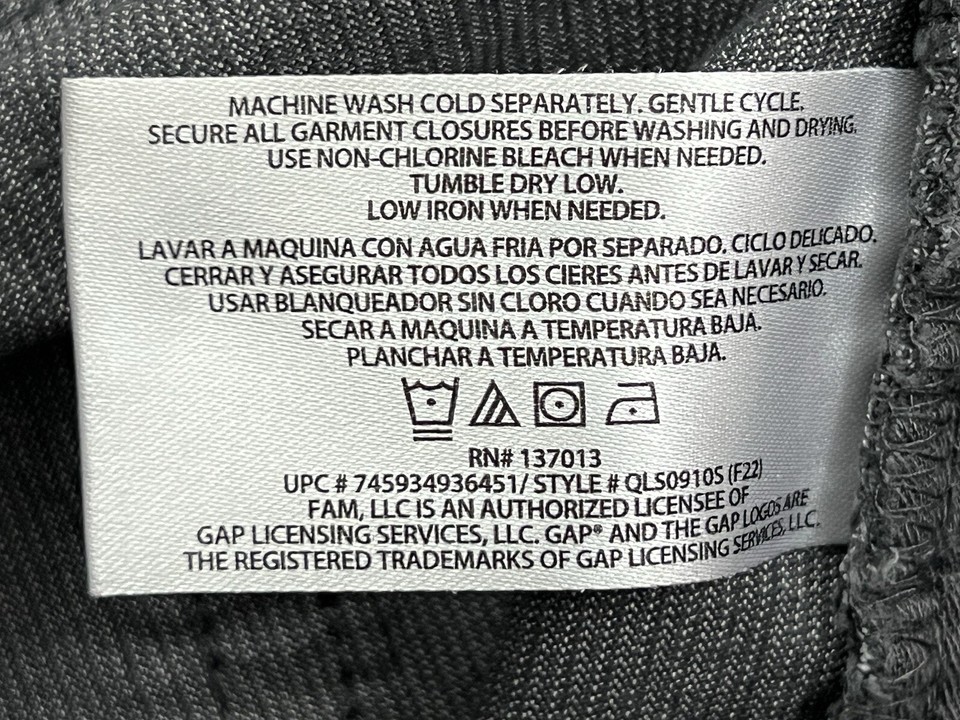 MACHINE WASH COLD SEPARATELY. GENTLE CYCLE.
SECURE ALL GARMENT CLOSURES BEFORE WASHING AND DRYING.
USE NON-CHLORINE BLEACH WHEN NEEDED.
TUMBLE DRY LOW.
LOW IRON WHEN NEEDED.
LAVAR A MAQUINA CON AGUA FRIA POR SEPARADO. CICLO DELICADO.
CERRAR Y ASEGURAR TODOS LOS CIERES ANTES DE LAVAR Y SECAR.
USAR BLANQUEADOR SIN CLORO CUANDO SEA NECESARIO.
SECAR A MAQUINA A TEMPERATURA BAJA.
PLANCHAR A TEMPERATURA BAJA.
RN# 137013
UPC # 745934936451/ STYLE # QLS0910S (F22)
FAM, LLC IS AN AUTHORIZED LICENSEE OF
GAP LICENSING SERVICES, LLC. GAP® AND THE GAP LOGOS ARE
THE REGISTERED TRADEMARKS OF GAP LICENSING SERVICES, LLC.